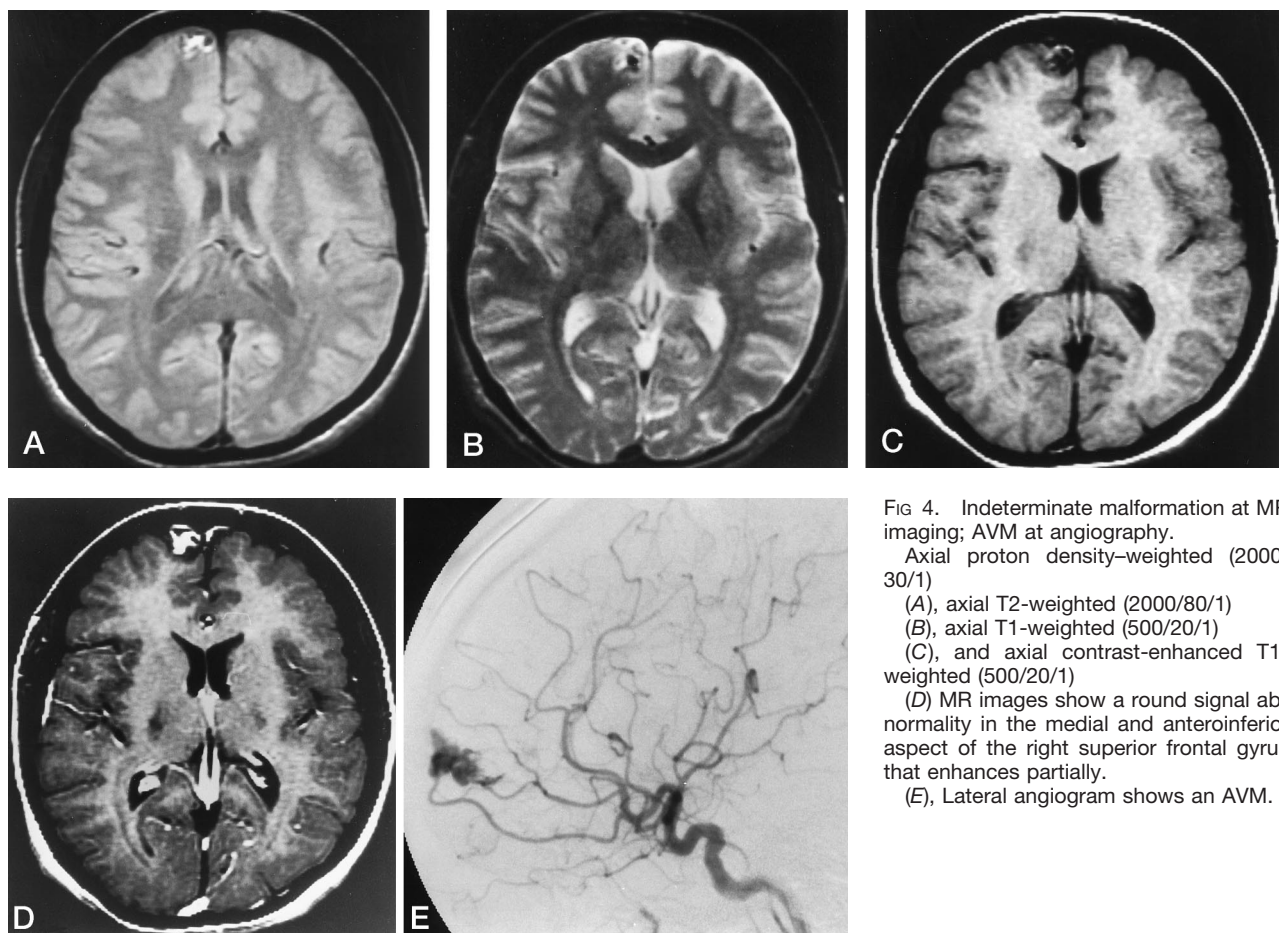 A
B
C
D
E
FIG 4. Indeterminate malformation at MR
imaging; AVM at angiography.
Axial proton density–weighted (2000/
30/1)
(A), axial T2-weighted (2000/80/1)
(B), axial T1-weighted (500/20/1)
(C), and axial contrast-enhanced T1-
weighted (500/20/1)
(D) MR images show a round signal ab-
normality in the medial and anteroinferior
aspect of the right superior frontal gyrus
that enhances partially.
(E), Lateral angiogram shows an AVM.